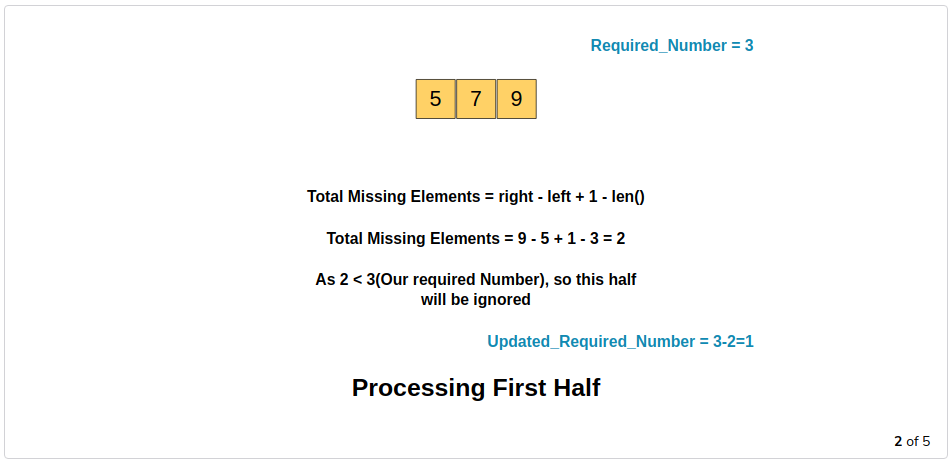 Required_Number = 3
5 7 9
Total Missing Elements = right - left + 1 - len()
Total Missing Elements = 9 - 5 + 1 - 3 = 2
As 2 < 3(Our required Number), so this half
will be ignored
Updated_Required_Number = 3-2=1
Processing First Half
2 of 5